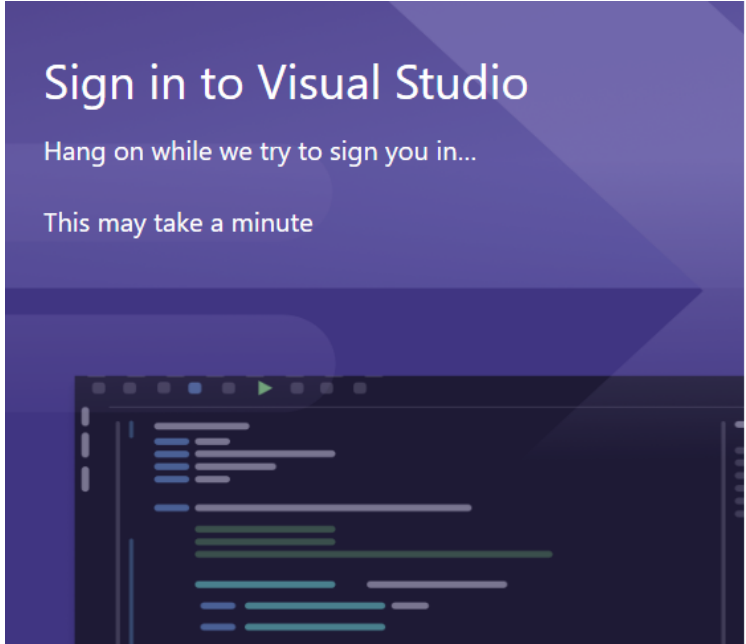 Sign in to Visual Studio
Hang on while we try to sign you in...
This may take a minute